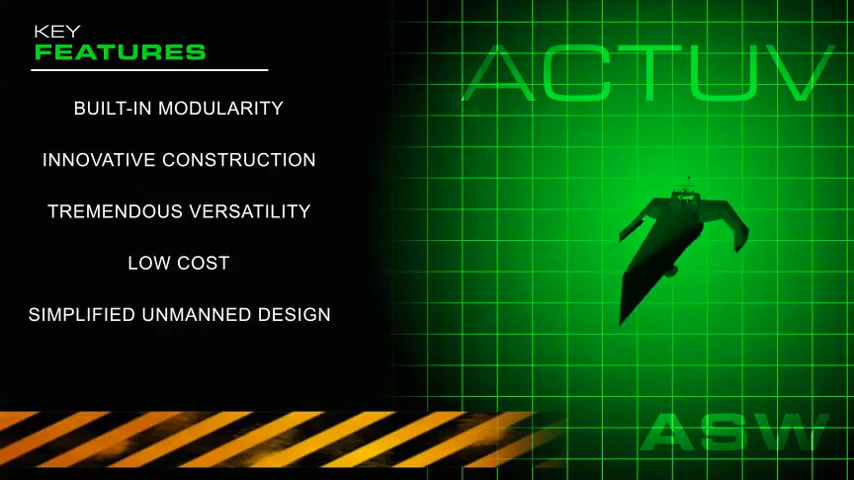 KEY
FEATURES
BUILT-IN MODULARITY
INNOVATIVE CONSTRUCTION
TREMENDOUS VERSATILITY
LOW COST
SIMPLIFIED UNMANNED DESIGN
ACTUV
ASW